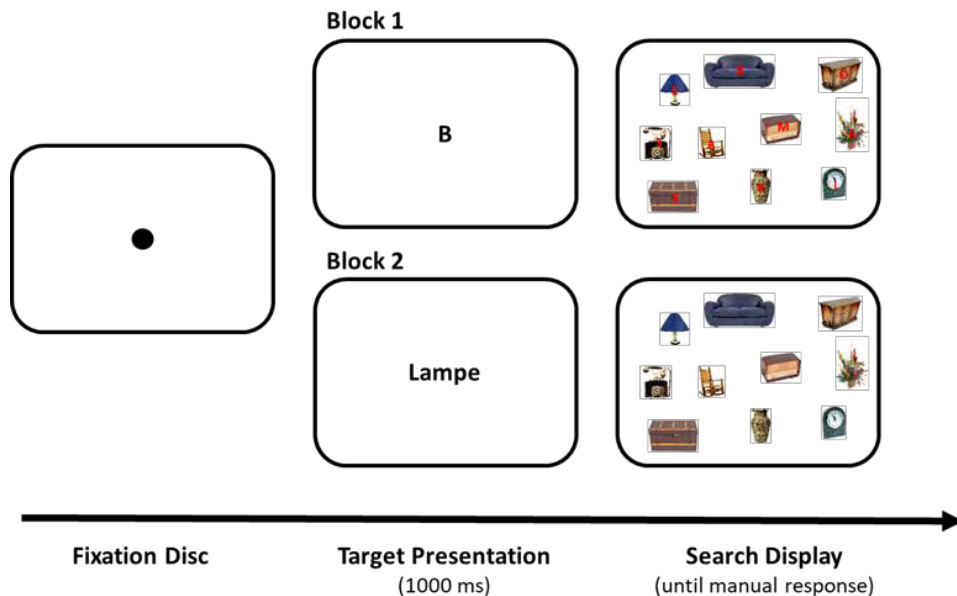 Block 1
B
M
Block 2
Lampe
Fixation Disc
Target Presentation
(1000 ms)
Search Display
(until manual response)